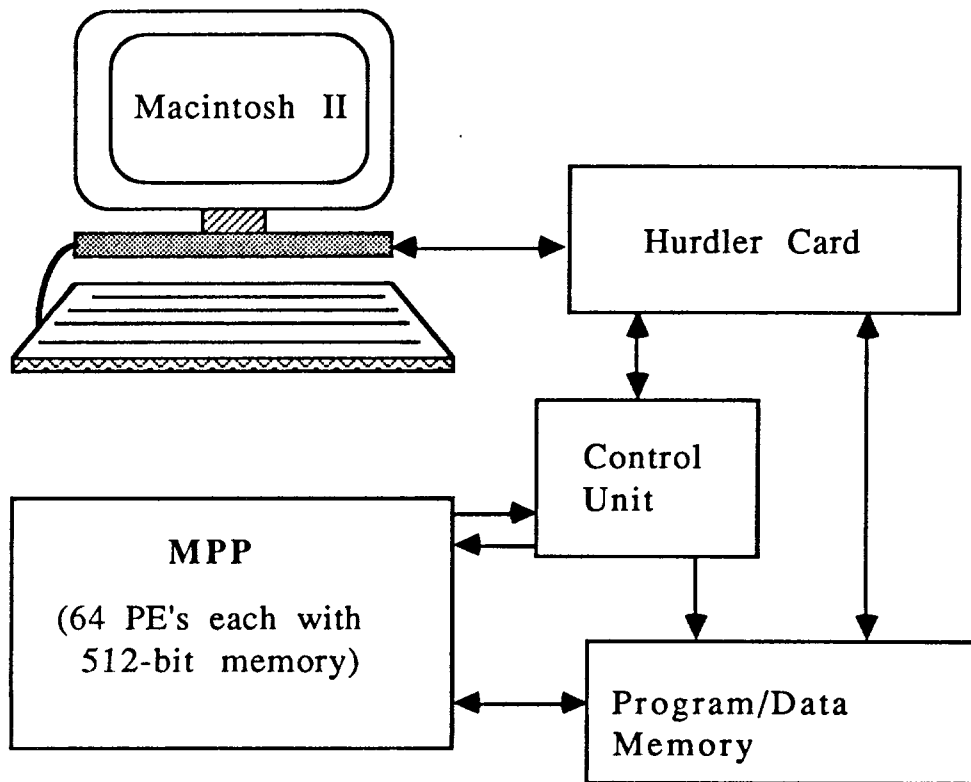 Macintosh II
Hurdler Card
Control
Unit
MPP
(64 PE's each with
512-bit memory)
Program/Data
Memory